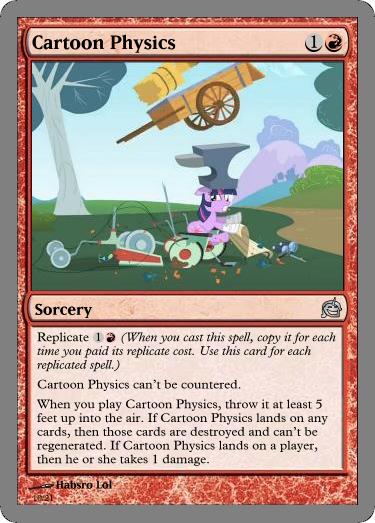 Cartoon Physics 1
Sorcery
Replicate 1 (When you cast this spell, copy it for each
time you paid its replicate cost. Use this card for each
replicated spell.)
Cartoon Physics can't be countered.
When you play Cartoon Physics, throw it at least 5
feet up into the air. If Cartoon Physics lands on any
cards, then those cards are destroyed and can't be
regenerated. If Cartoon Physics lands on a player,
then he or she takes 1 damage.
Habsro Lol